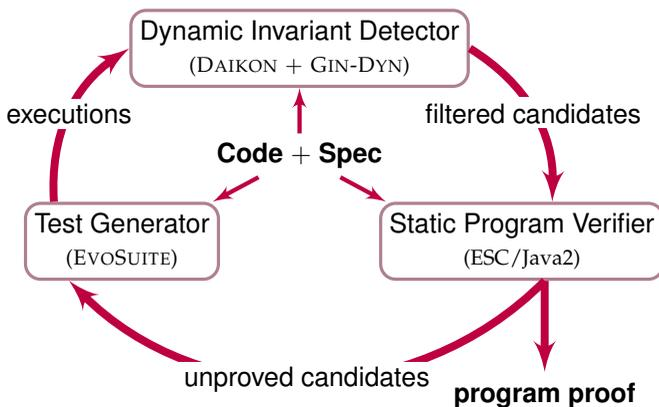 Dynamic Invariant Detector
(DAIKON + GIN-DYN)
executions
filtered candidates
Code + Spec
Test Generator
(EVOSUITE)
Static Program Verifier
(ESC/Java2)
unproved candidates
program proof